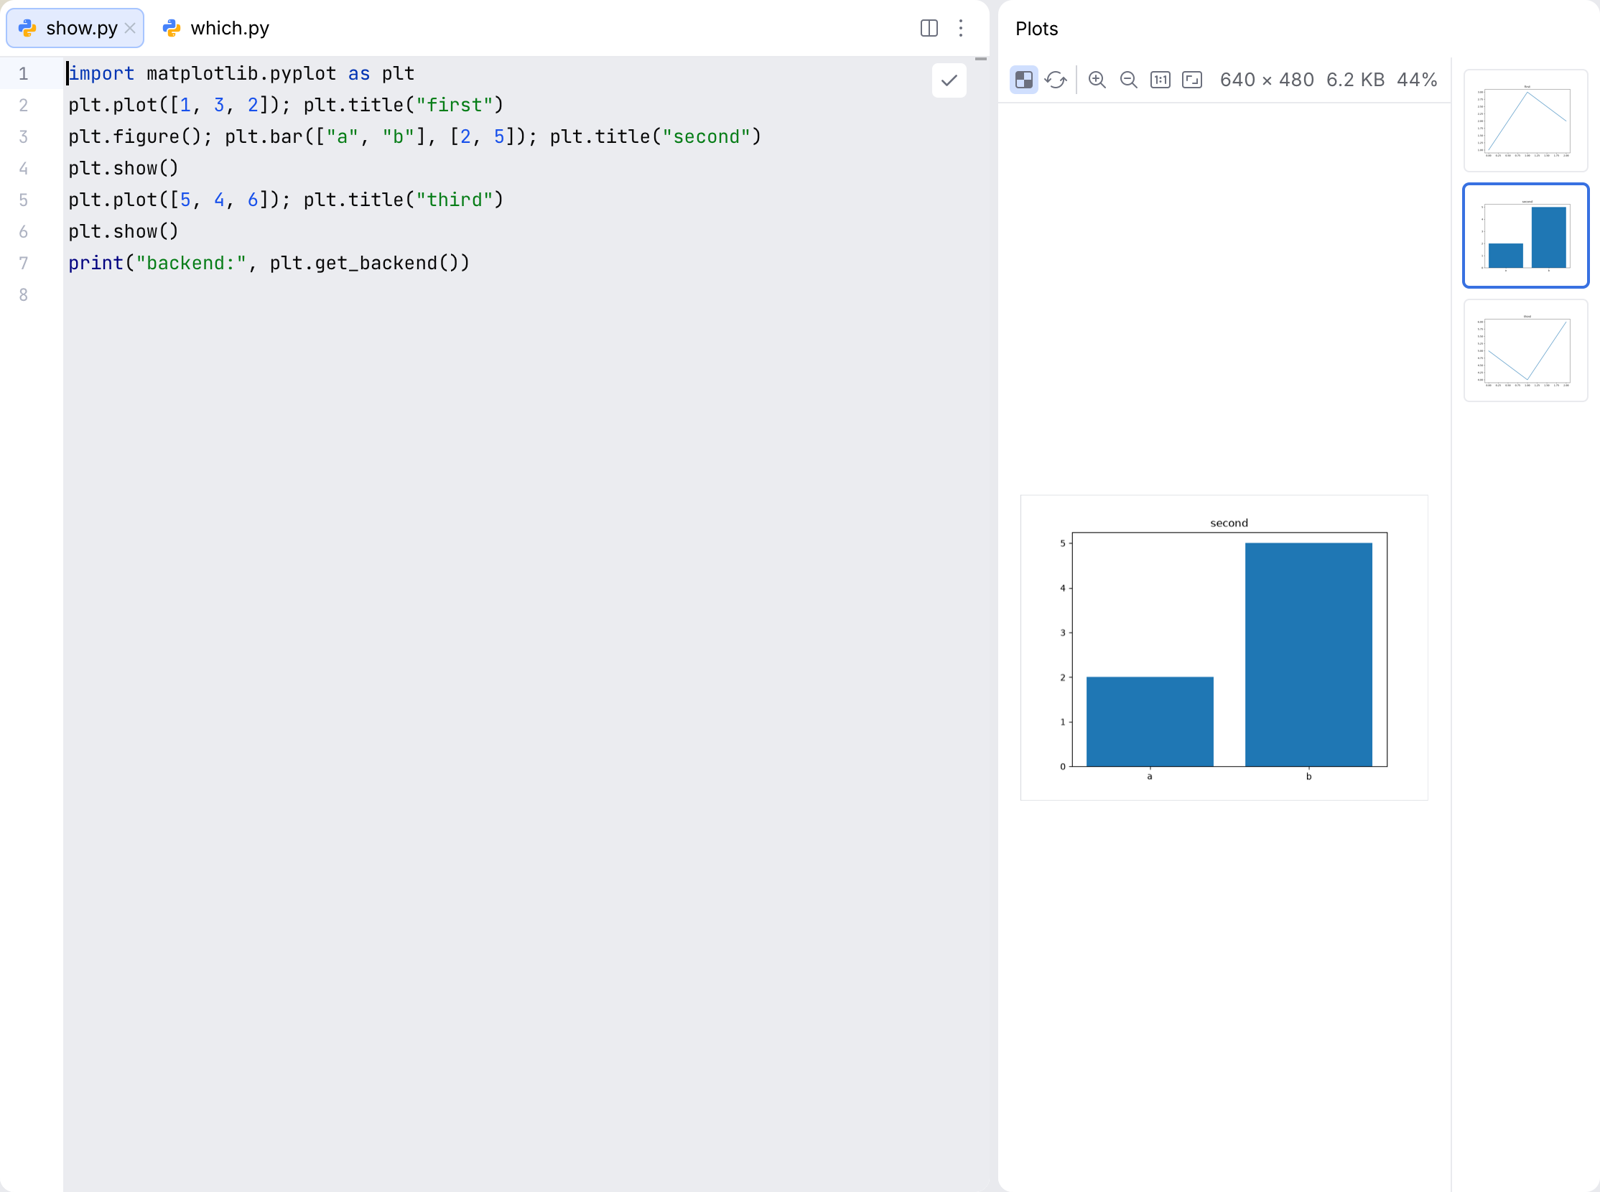 show.py
which.py
1 import matplotlib.pyplot as plt
2 plt.plot([1, 3, 2]); plt.title("first")
3 plt.figure(); plt.bar(["a", "b"], [2, 5]); plt.title("second")
4 plt.show()
5 plt.plot([5, 4, 6]); plt.title("third")
6 plt.show()
7 print("backend:", plt.get_backend())
8
Plots
1:1 640 × 480 6.2 KB 44%
second
5
4
3
2
1
0
a b
second